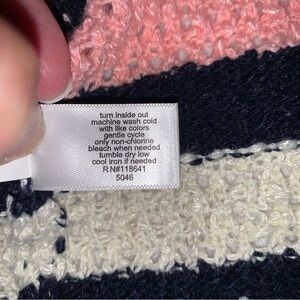 turn inside out
machine wash cold
with like colors
gentle cycle
only non-chlorine
bleach when needed
tumble dry low
cool iron if needed
RN#118641
5046